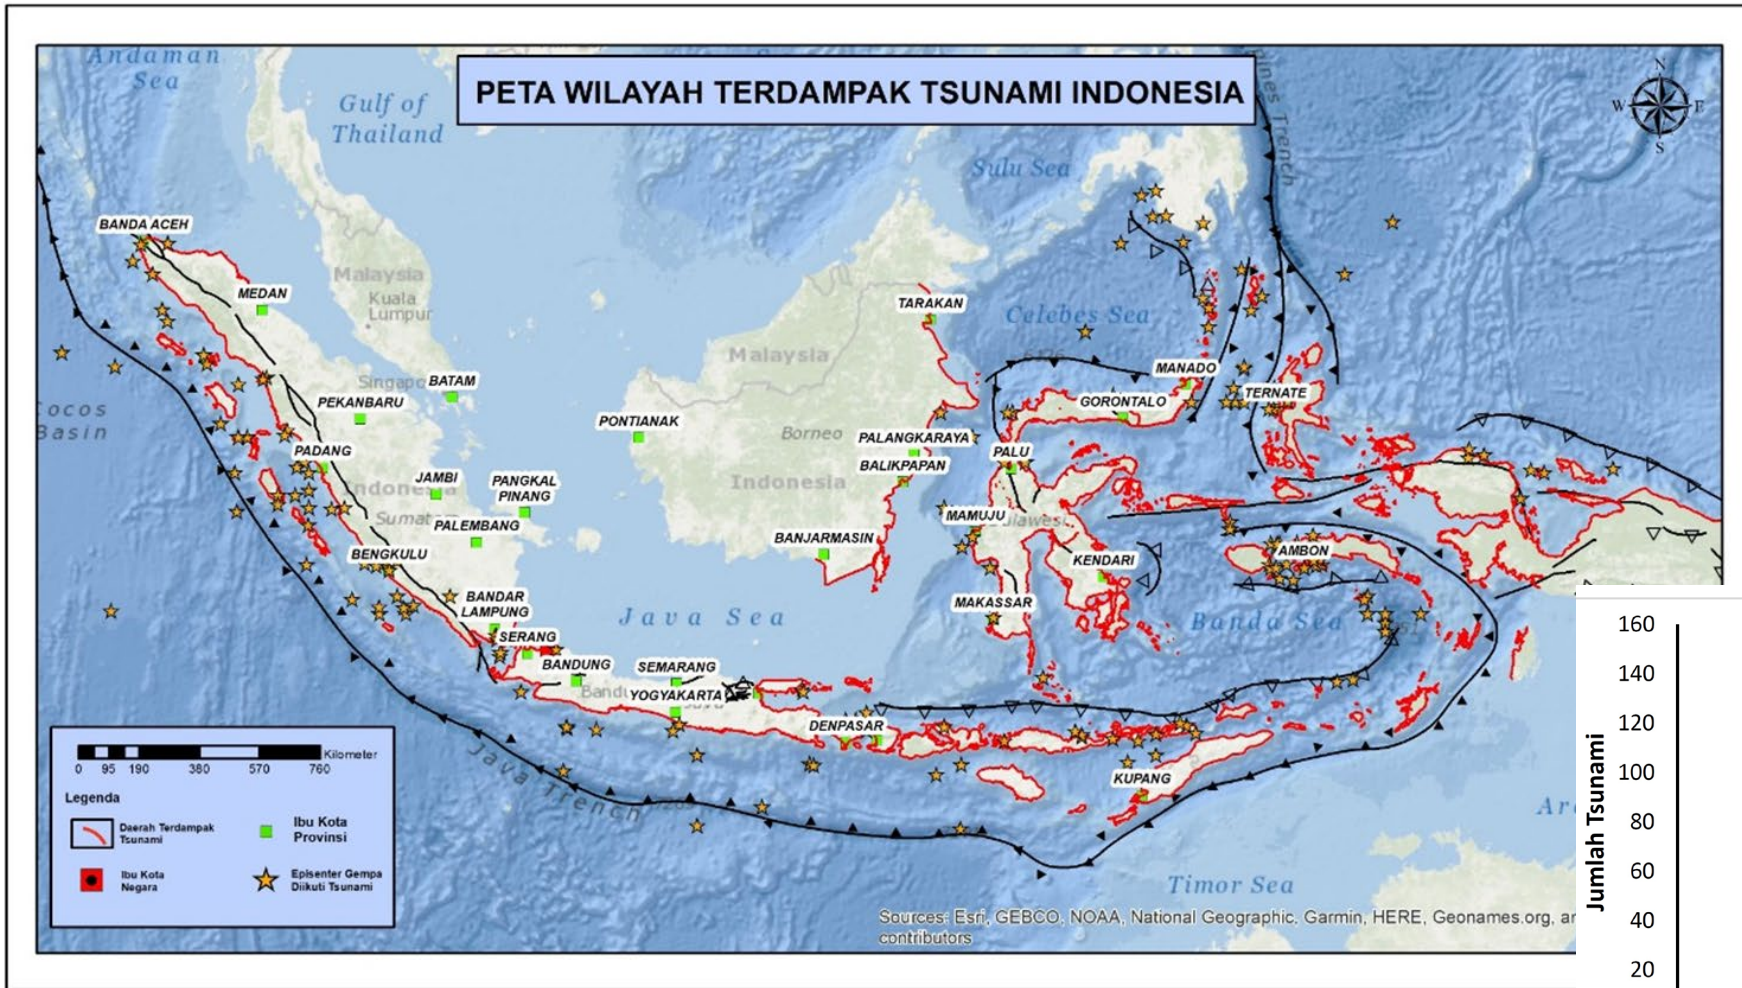 PETA WILAYAH TERDAMPAK TSUNAMI INDONESIA
Andaman
Sea
Gulf of
Thailand
Sulu Sea
N
W
E
S
BANDA ACEH
Malaysia
Kuala
Lumpur
MEDAN
TARAKAN
Celebes Sea
Malaysia
MANADO
BATAM
PEKANBARU
GORONTALO
TERNATE
Basin
PONTIANAK
Borneo
PALANGKARAYA
PADANG
PALU
BALIKPAPAN
JAMBI
PANGKAL
PINANG
Indonesia
Indonesia
PALEMBANG
MAMUJU
BENGKULU
BANJARMASIN
AMBON
KENDARI
BANDAR
LAMPUNG
MAKASSAR
Java Sea
Banda Sea
SERANG
BANDUNG
SEMARANG
YOGYAKARTA
DENPASAR
KUPANG
Java Trench
Timor Sea
Kilometer
0 95 190 380 570 760
Legenda
Daerah Terdampak
Tsunami
Ibu Kota
Provinsi
Ibu Kota
Negara
Episenter Gempa
Diikuti Tsunami
Sources: Esri, GEBCO, NOAA, National Geographic, Garmin, HERE, Geonames.org, 
contributors
Jumlah Tsunami
160
140
120
100
80
60
40
20